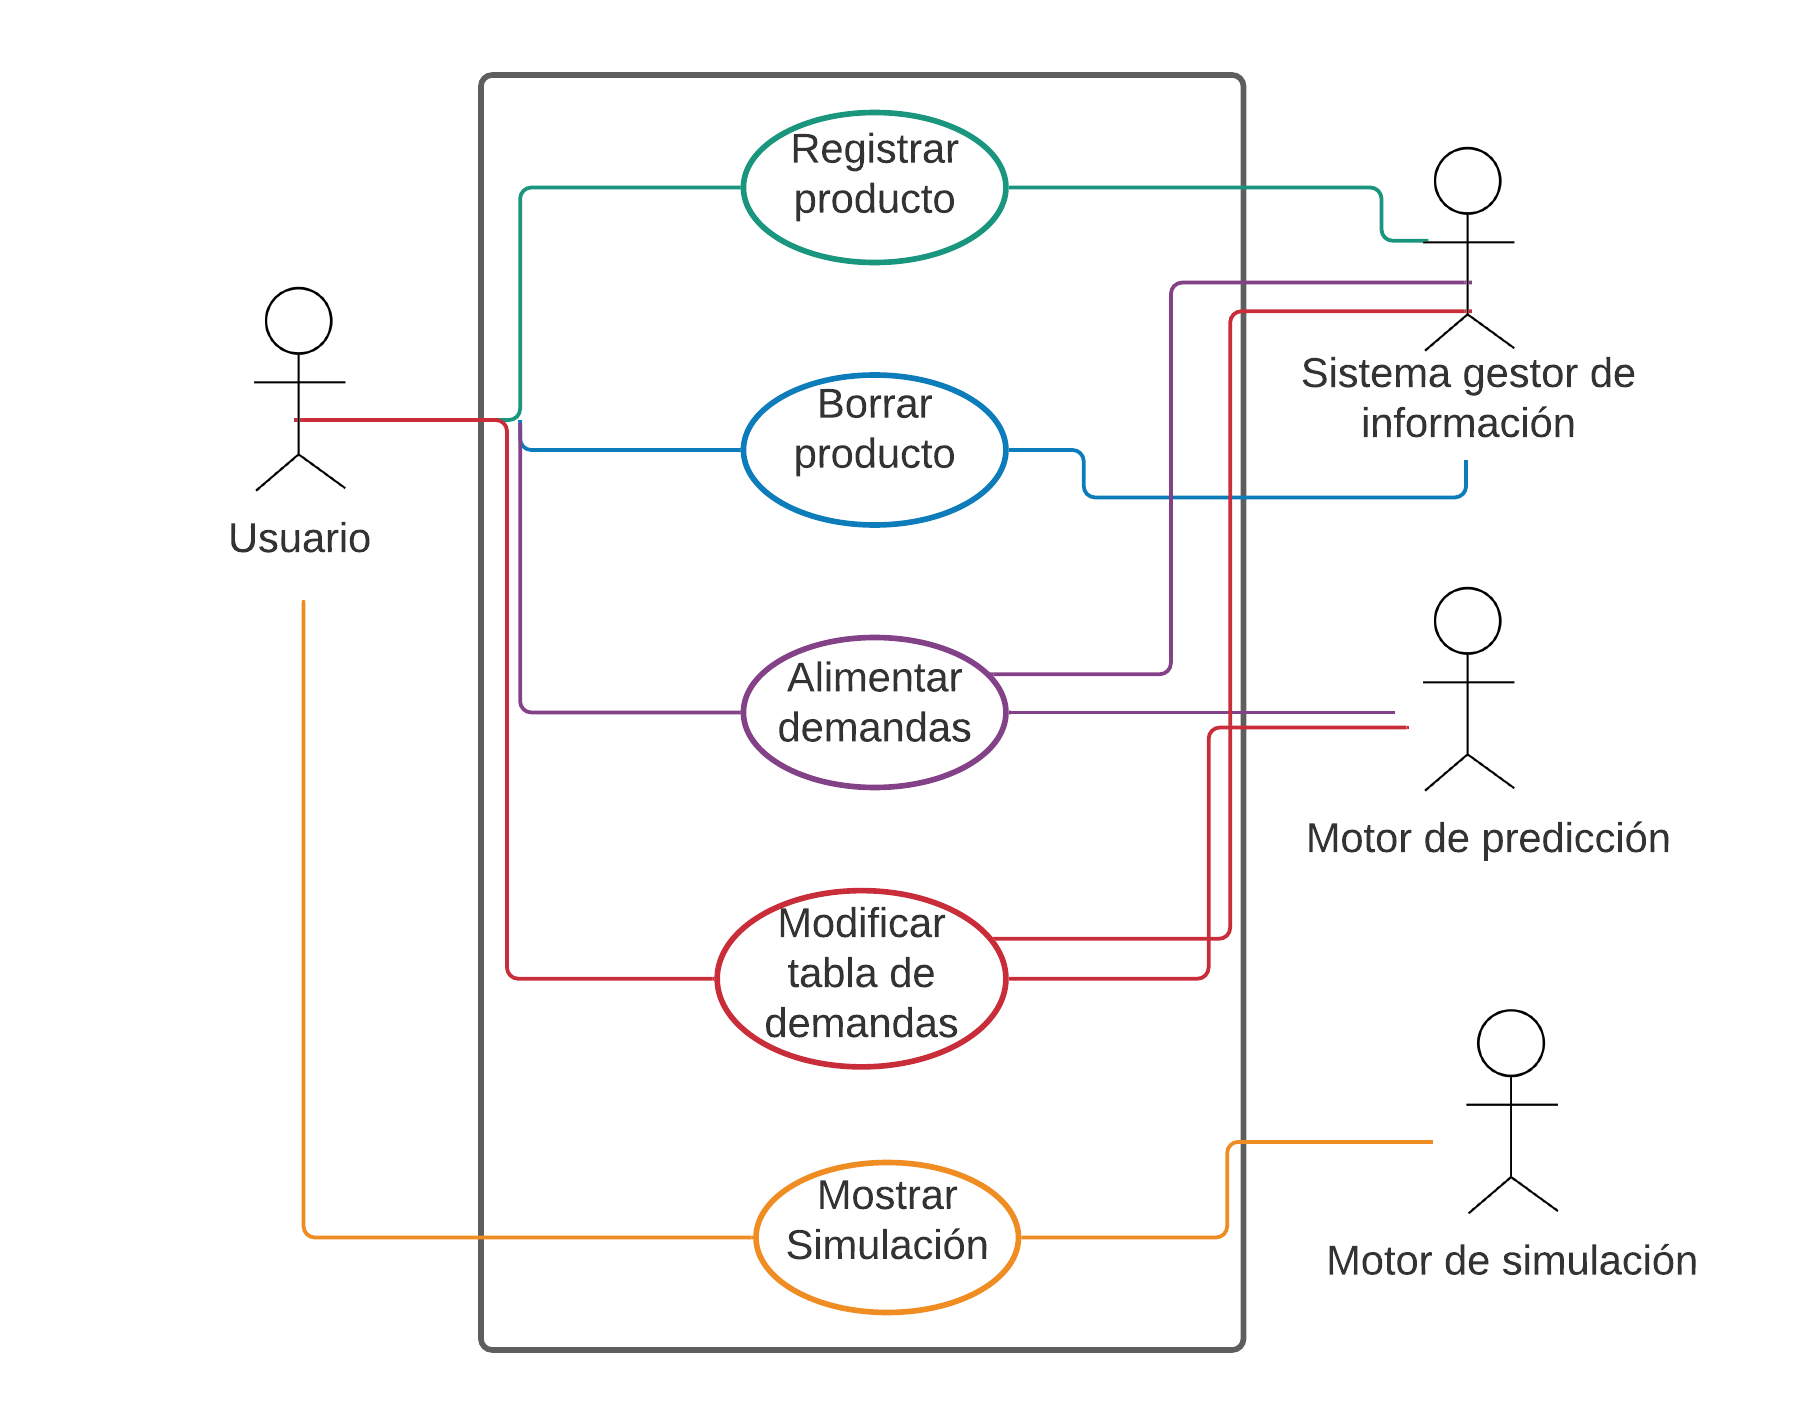 Registrar
producto
Borrar
producto
Alimentar
demandas
Modificar
tabla de
demandas
Mostrar
Simulación
Usuario
Sistema gestor de
información
Motor de predicción
Motor de simulación